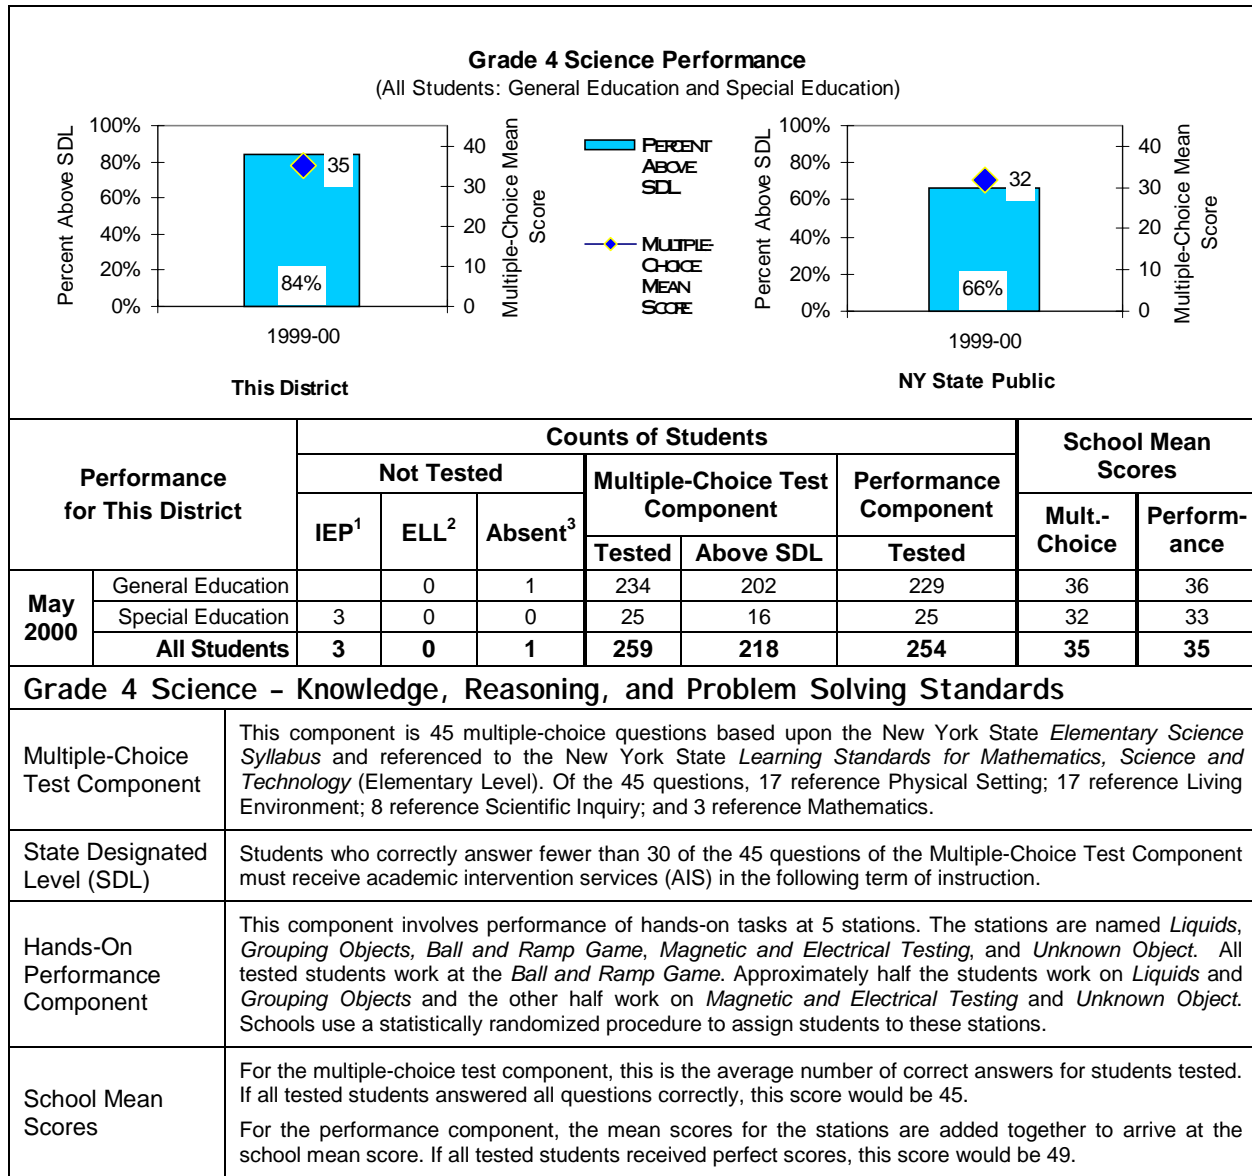 Grade 4 Science Performance
(All Students: General Education and Special Education)
Percent Above SDL
100%
80%
60%
40%
20%
0%
35
84%
40
30
20
10
0
Multiple-Choice Mean
Score
1999-00
This District
PERCENT
ABOVE
SDL
MULTIPLE-
CHOICE
MEAN
SCORE
Percent Above SDL
100%
80%
60%
40%
20%
0%
32
66%
40
30
20
10
0
Multiple-Choice Mean
Score
1999-00
NY State Public
Performance
for This District
Counts of Students
School Mean
Scores
Not Tested
Multiple-Choice Test
Component
Performance
Component
IEP1 ELL2 Absent3
Mult.-
Choice
Perform-
ance
Tested Above SDL Tested
May
2000
General Education 0 1 234 202 229 36 36
Special Education 3 0 0 25 16 25 32 33
All Students 3 0 1 259 218 254 35 35
Grade 4 Science – Knowledge, Reasoning, and Problem Solving Standards
Multiple-Choice
Test Component
This component is 45 multiple-choice questions based upon the New York State Elementary Science
Syllabus and referenced to the New York State Learning Standards for Mathematics, Science and
Technology (Elementary Level). Of the 45 questions, 17 reference Physical Setting; 17 reference Living
Environment; 8 reference Scientific Inquiry; and 3 reference Mathematics.
State Designated
Level (SDL)
Students who correctly answer fewer than 30 of the 45 questions of the Multiple-Choice Test Component
must receive academic intervention services (AIS) in the following term of instruction.
Hands-On
Performance
Component
This component involves performance of hands-on tasks at 5 stations. The stations are named Liquids,
Grouping Objects, Ball and Ramp Game, Magnetic and Electrical Testing, and Unknown Object. All
tested students work at the Ball and Ramp Game. Approximately half the students work on Liquids and
Grouping Objects and the other half work on Magnetic and Electrical Testing and Unknown Object.
Schools use a statistically randomized procedure to assign students to these stations.
School Mean
Scores
For the multiple-choice test component, this is the average number of correct answers for students tested.
If all tested students answered all questions correctly, this score would be 45.
For the performance component, the mean scores for the stations are added together to arrive at the
school mean score. If all tested students received perfect scores, this score would be 49.